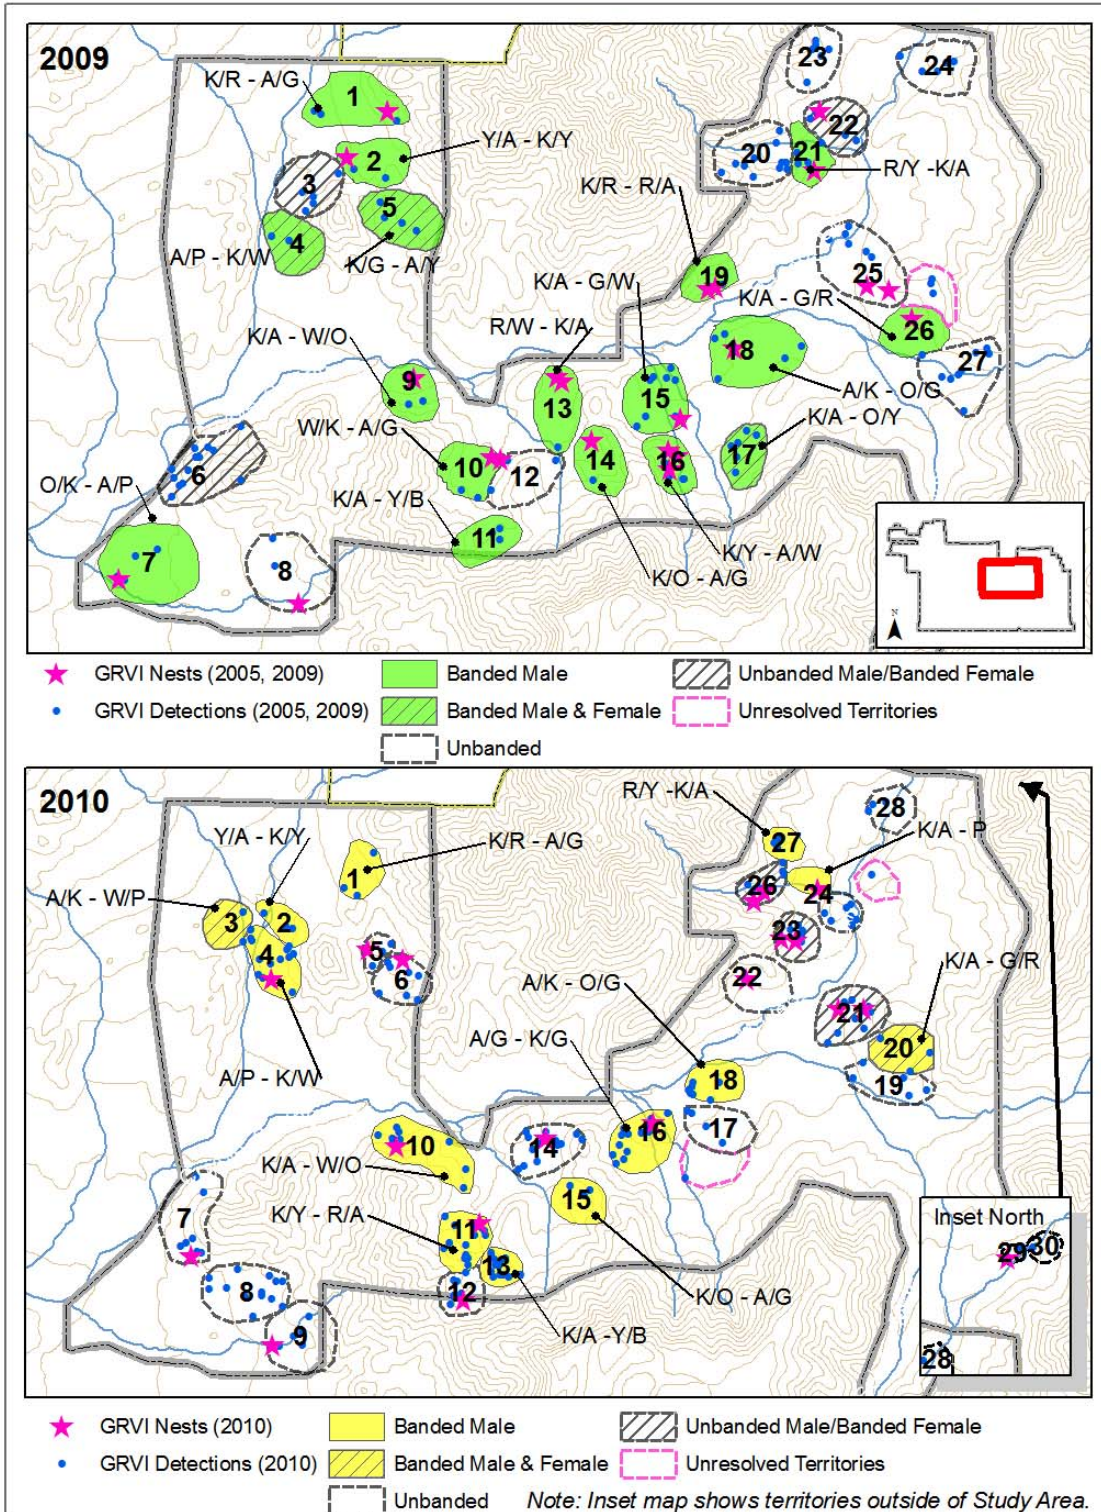 2009
K/R - A/G
1
23
24
Y/A - K/Y
2
22
20
21
R/Y -K/A
3
K/R - R/A
5
4
A/P - K/W
K/G - A/Y
K/A - G/W
19
25
K/A - G/R
R/W - K/A
26
K/A - W/O
18
27
9
A/K - O/G
15
13
K/A - O/Y
W/K - A/G
10
12
14
16
17
6
O/K - A/P
K/A - Y/B
11
7
8
K/Y - A/W
K/O - A/G
N
GRVI Nests (2005, 2009)
Banded Male
Unbanded Male/Banded Female
GRVI Detections (2005, 2009)
Banded Male & Female
Unresolved Territories
Unbanded
2010
R/Y -K/A
28
Y/A - K/Y
K/R - A/G
27
K/A - P
1
26
24
A/K - W/P
3
2
23
4
5
6
22
K/A - G/R
A/K - O/G
21
A/G - K/G
20
A/P - K/W
18
19
16
17
10
14
K/A - W/O
15
K/Y - R/A
7
11
Inset North
29
30
13
8
12
K/O - A/G
9
K/A -Y/B
28
GRVI Nests (2010)
Banded Male
Unbanded Male/Banded Female
GRVI Detections (2010)
Banded Male & Female
Unresolved Territories
Unbanded
Note: Inset map shows territories outside of Study Area.